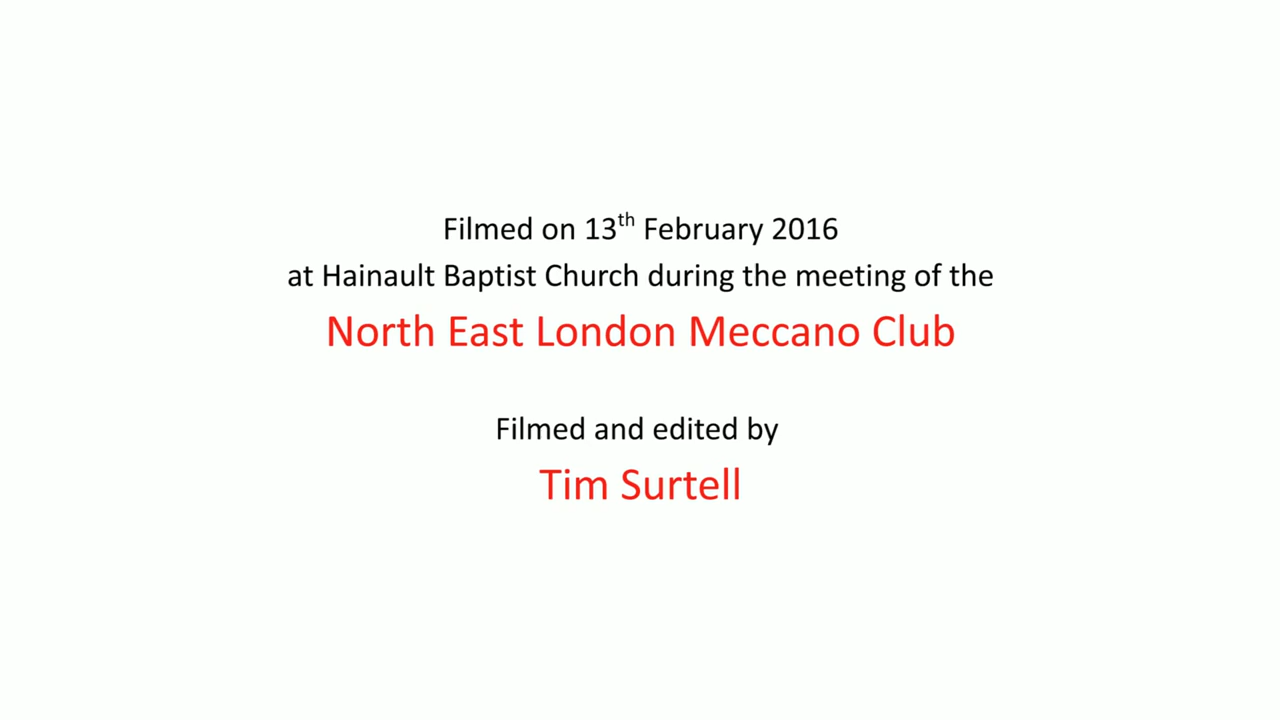 Filmed on 13th February 2016
at Hainault Baptist Church during the meeting of the
North East London Meccano Club
Filmed and edited by
Tim Surtell